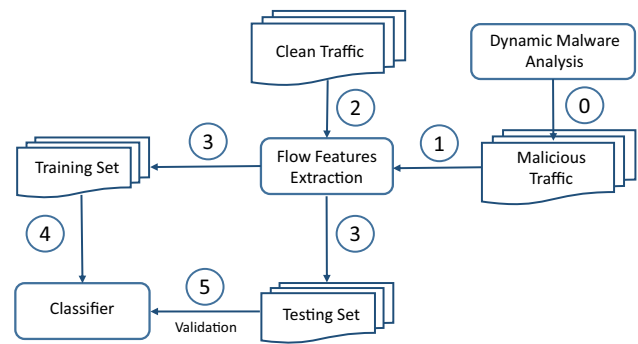 Clean Traffic
Dynamic Malware
Analysis
0
2
3
1
Training Set
Flow Features
Extraction
Malicious
Traffic
4
3
5
Classifier
Validation
Testing Set